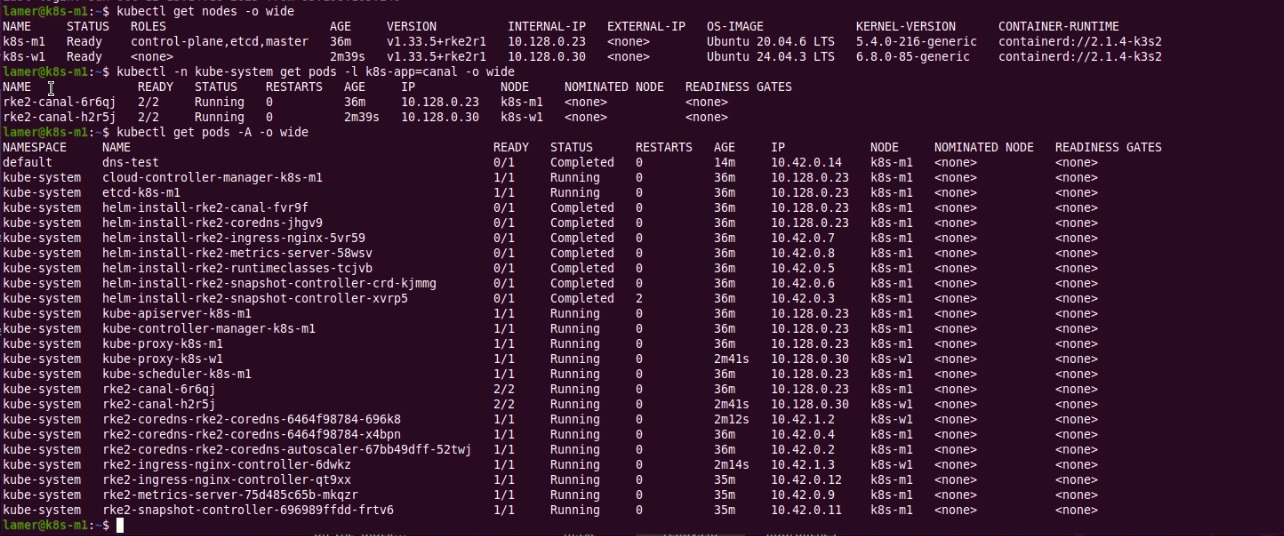 lamer@k8s-m1:~$ kubectl get nodes -o wide
NAME STATUS ROLES AGE VERSION INTERNAL-IP EXTERNAL-IP OS-IMAGE KERNEL-VERSION CONTAINER-RUNTIME
k8s-m1 Ready control-plane,etcd,master 36m v1.33.5+rke2r1 10.128.0.23 <none> Ubuntu 20.04.6 LTS 5.4.0-216-generic containerd://2.1.4-k3s2
k8s-w1 Ready <none> 2m39s v1.33.5+rke2r1 10.128.0.30 <none> Ubuntu 24.04.3 LTS 6.8.0-85-generic containerd://2.1.4-k3s2
lamer@k8s-m1:~$ kubectl -n kube-system get pods -l k8s-app=canal -o wide
NAME READY STATUS RESTARTS AGE IP NODE NOMINATED NODE READINESS GATES
rke2-canal-6r6qj 2/2 Running 0 36m 10.128.0.23 k8s-m1 <none> <none>
rke2-canal-h2r5j 2/2 Running 0 2m39s 10.128.0.30 k8s-w1 <none> <none>
lamer@k8s-m1:~$ kubectl get pods -A -o wide
NAMESPACE NAME READY STATUS RESTARTS AGE IP NODE NOMINATED NODE READINESS GATES
default dns-test 0/1 Completed 0 14m 10.42.0.14 k8s-m1 <none> <none>
kube-system cloud-controller-manager-k8s-m1 1/1 Running 0 36m 10.128.0.23 k8s-m1 <none> <none>
kube-system etcd-k8s-m1 1/1 Running 0 36m 10.128.0.23 k8s-m1 <none> <none>
kube-system helm-install-rke2-canal-fvr9f 0/1 Completed 0 36m 10.128.0.23 k8s-m1 <none> <none>
kube-system helm-install-rke2-coredns-jhgv9 0/1 Completed 0 36m 10.128.0.23 k8s-m1 <none> <none>
kube-system helm-install-rke2-ingress-nginx-5vr59 0/1 Completed 0 36m 10.42.0.7 k8s-m1 <none> <none>
kube-system helm-install-rke2-metrics-server-58wsv 0/1 Completed 0 36m 10.42.0.8 k8s-m1 <none> <none>
kube-system helm-install-rke2-runtimeclasses-tcjvb 0/1 Completed 0 36m 10.42.0.5 k8s-m1 <none> <none>
kube-system helm-install-rke2-snapshot-controller-crd-kjmmg 0/1 Completed 0 36m 10.42.0.6 k8s-m1 <none> <none>
kube-system helm-install-rke2-snapshot-controller-xvrp5 0/1 Completed 2 36m 10.42.0.3 k8s-m1 <none> <none>
kube-system kube-apiserver-k8s-m1 1/1 Running 0 36m 10.128.0.23 k8s-m1 <none> <none>
kube-system kube-controller-manager-k8s-m1 1/1 Running 0 36m 10.128.0.23 k8s-m1 <none> <none>
kube-system kube-proxy-k8s-m1 1/1 Running 0 36m 10.128.0.23 k8s-m1 <none> <none>
kube-system kube-proxy-k8s-w1 1/1 Running 0 2m41s 10.128.0.30 k8s-w1 <none> <none>
kube-system kube-scheduler-k8s-m1 1/1 Running 0 36m 10.128.0.23 k8s-m1 <none> <none>
kube-system rke2-canal-6r6qj 2/2 Running 0 36m 10.128.0.23 k8s-m1 <none> <none>
kube-system rke2-canal-h2r5j 2/2 Running 0 2m41s 10.128.0.30 k8s-w1 <none> <none>
kube-system rke2-coredns-rke2-coredns-6464f98784-696k8 1/1 Running 0 2m12s 10.42.1.2 k8s-w1 <none> <none>
kube-system rke2-coredns-rke2-coredns-6464f98784-x4bpn 1/1 Running 0 36m 10.42.0.4 k8s-m1 <none> <none>
kube-system rke2-coredns-rke2-coredns-autoscaler-67bb49dff-52twj 1/1 Running 0 36m 10.42.0.2 k8s-m1 <none> <none>
kube-system rke2-ingress-nginx-controller-6dwkz 1/1 Running 0 2m14s 10.42.1.3 k8s-w1 <none> <none>
kube-system rke2-ingress-nginx-controller-qt9xx 1/1 Running 0 35m 10.42.0.12 k8s-m1 <none> <none>
kube-system rke2-metrics-server-75d485c65b-mkqzr 1/1 Running 0 35m 10.42.0.9 k8s-m1 <none> <none>
kube-system rke2-snapshot-controller-696989ffdd-frtv6 1/1 Running 0 35m 10.42.0.11 k8s-m1 <none> <none>
lamer@k8s-m1:~$